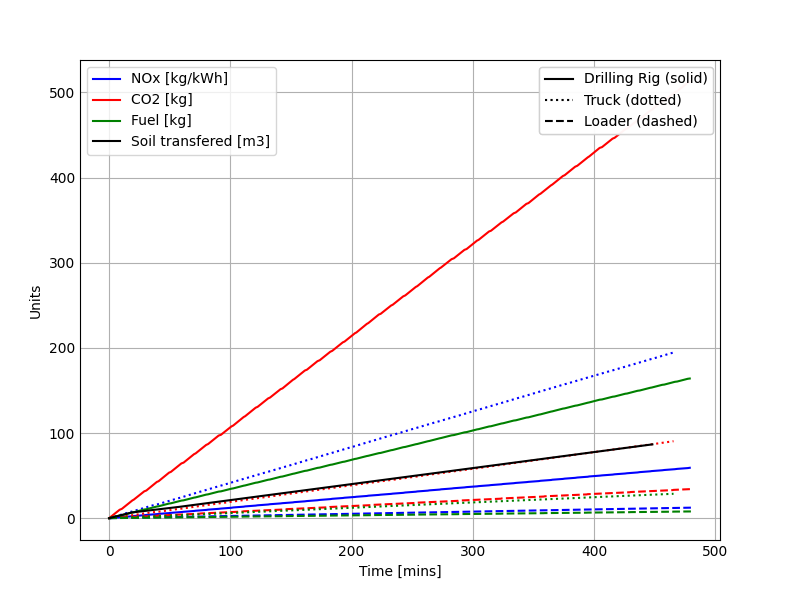 NOx [kg/kWh]
CO2 [kg]
Fuel [kg]
Soil transfered [m3]
Drilling Rig (solid)
Truck (dotted)
Loader (dashed)
500
400
300
200
100
0
Units
0 100 200 300 400 500
Time [mins]